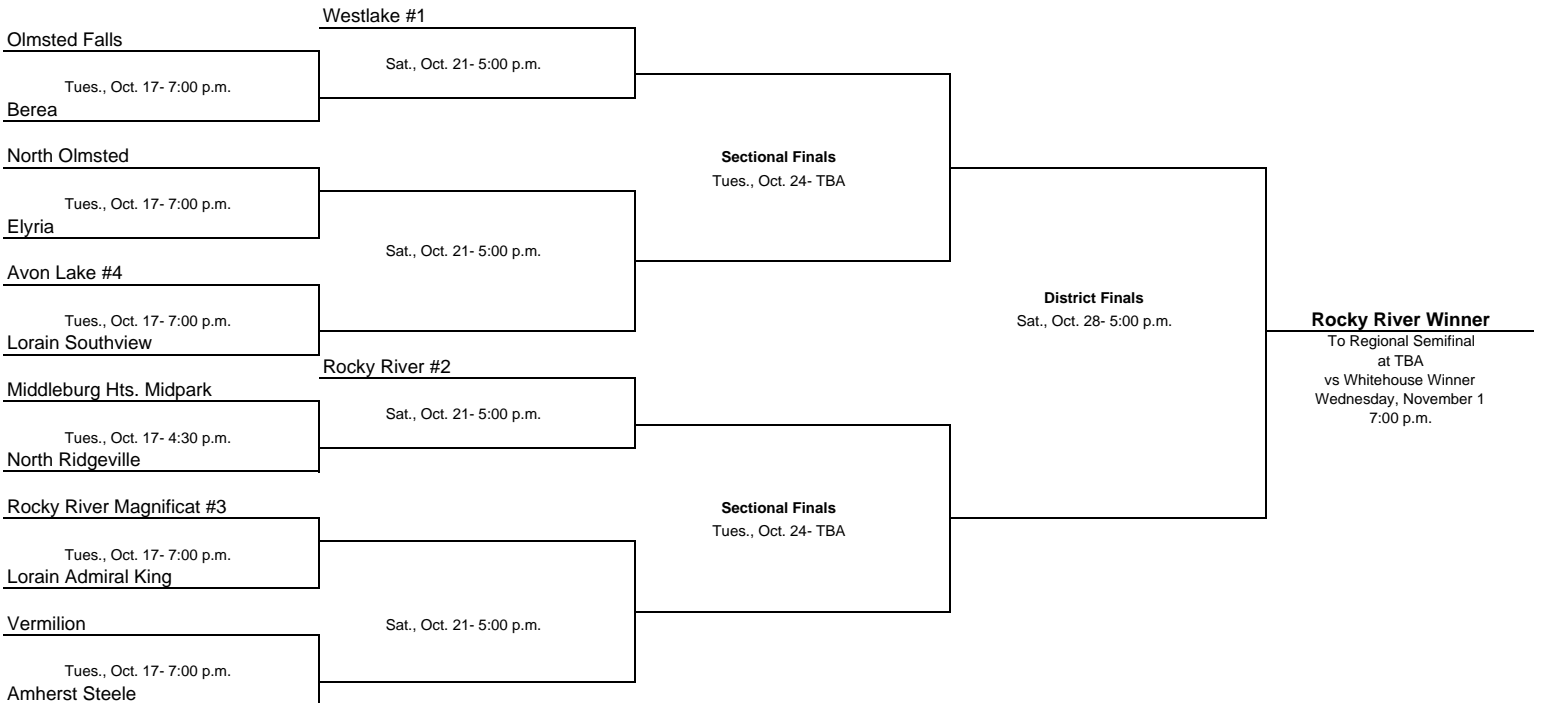 Westlake #1
Olmsted Falls
Sat., Oct. 21- 5:00 p.m.
Tues., Oct. 17- 7:00 p.m.
Berea
North Olmsted
Sectional Finals
Tues., Oct. 24- TBA
Tues., Oct. 17- 7:00 p.m.
Elyria
Sat., Oct. 21- 5:00 p.m.
Avon Lake #4
District Finals
Tues., Oct. 17- 7:00 p.m.
Sat., Oct. 28- 5:00 p.m.
Rocky River Winner
Lorain Southview
To Regional Semifinal
at TBA
vs Whitehouse Winner
Wednesday, November 1
7:00 p.m.
Rocky River #2
Middleburg Hts. Midpark
Sat., Oct. 21- 5:00 p.m.
Tues., Oct. 17- 4:30 p.m.
North Ridgeville
Rocky River Magnificat #3
Sectional Finals
Tues., Oct. 24- TBA
Tues., Oct. 17- 7:00 p.m.
Lorain Admiral King
Vermilion
Sat., Oct. 21- 5:00 p.m.
Tues., Oct. 17- 7:00 p.m.
Amherst Steele